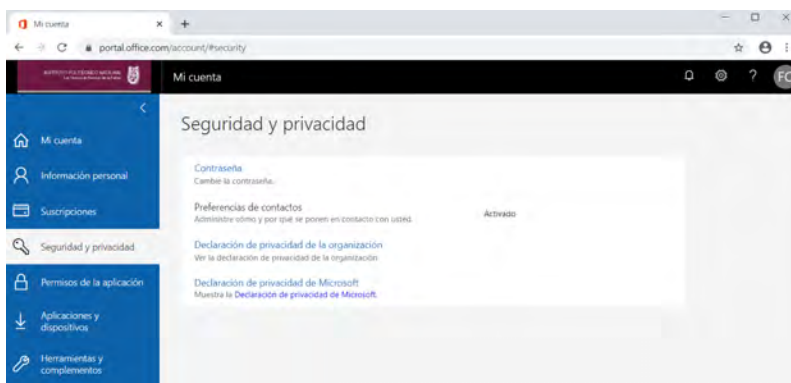 Mi cuenta
portal.office.com/account/#security
INSTITUTO POLITÉCNICO NACIONAL
Mi cuenta
FC
Seguridad y privacidad
Mi cuenta
Información personal
Suscripciones
Seguridad y privacidad
Permisos de la aplicación
Aplicaciones y
dispositivos
Herramientas y
complementos
Contraseña
Cambie la contraseña.
Preferencias de contactos
Administre cómo y por qué se ponen en contacto con usted.
Activado
Declaración de privacidad de la organización
Ver la declaración de privacidad de la organización
Declaración de privacidad de Microsoft
Muestra la Declaración de privacidad de Microsoft.